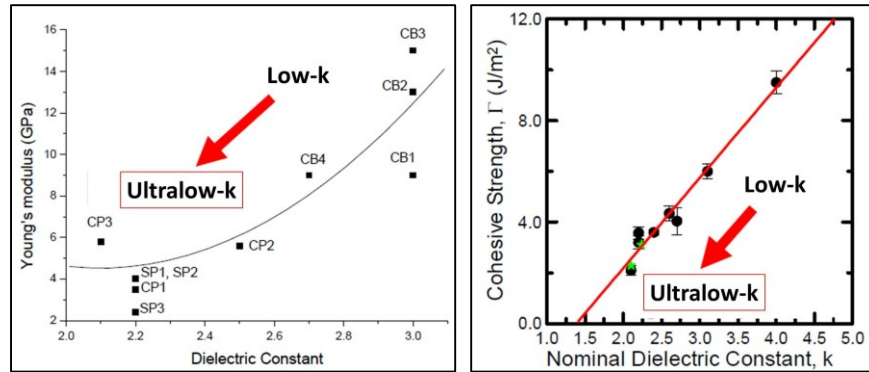 16
14
12
10
8
6
4
2
Young's modulus (GPa)
CB3
Low-k
CB2
CB4
CB1
Ultralow-k
CP3
CP2
SP1, SP2
CP1
SP3
2.0 2.2 2.4 2.6 2.8 3.0
Dielectric Constant
12.0
8.0
4.0
0.0
Cohesive Strength, Γ (J/m²)
Low-k
Ultralow-k
1.0 1.5 2.0 2.5 3.0 3.5 4.0 4.5 5.0
Nominal Dielectric Constant, k